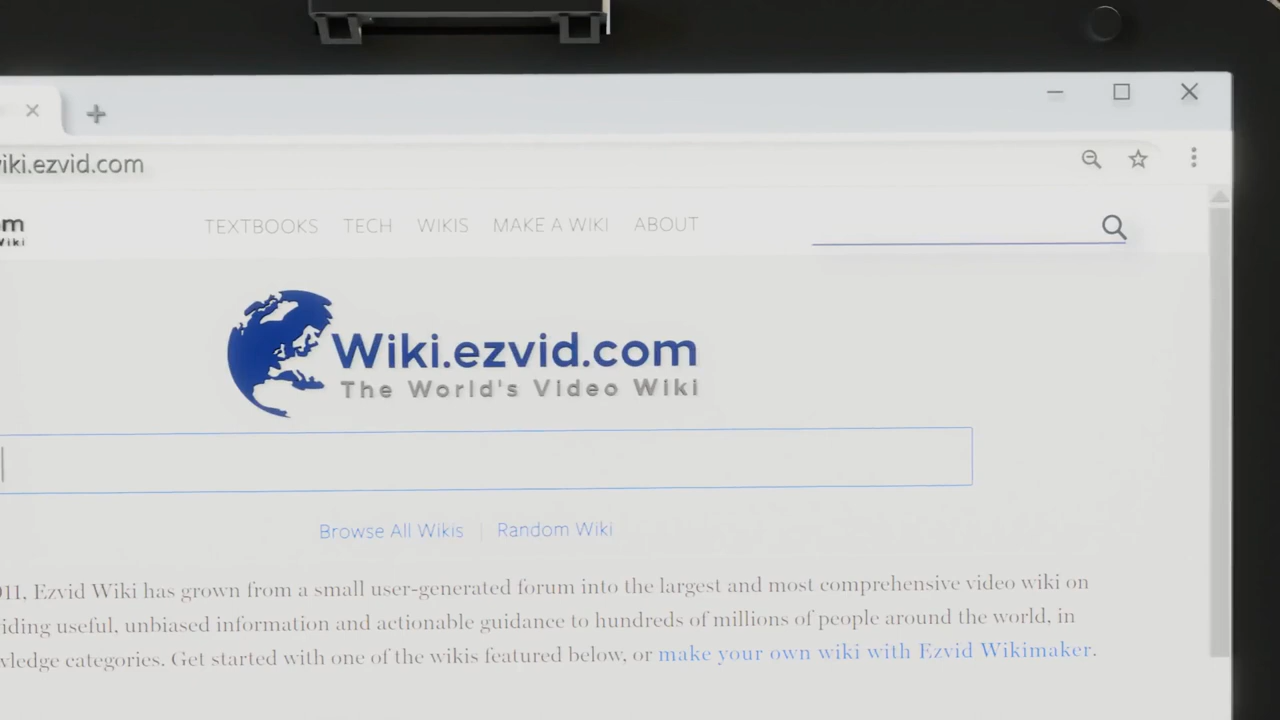 iki.ezvid.com
m
Wiki
TEXTBOOKS TECH WIKIS MAKE A WIKI ABOUT
Wiki.ezvid.com
The World's Video Wiki
Browse All Wikis | Random Wiki
011, Ezvid Wiki has grown from a small user-generated forum into the largest and most comprehensive video wiki on
iding useful, unbiased information and actionable guidance to hundreds of millions of people around the world, in
wledge categories. Get started with one of the wikis featured below, or make your own wiki with Ezvid Wikimaker.